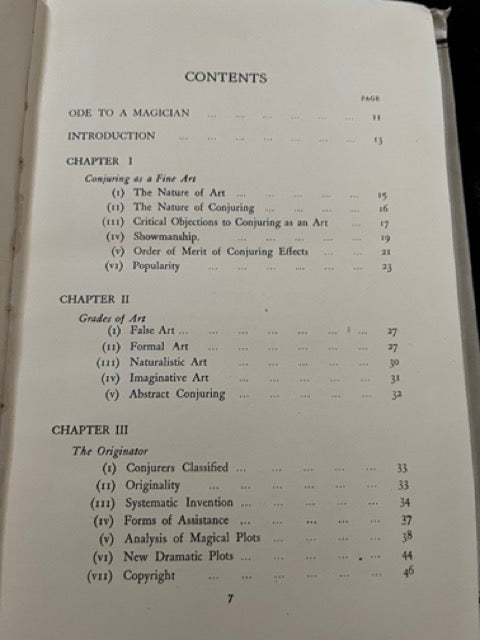 CONTENTS
PAGE
ODE TO A MAGICIAN ... ... ... ... ... ... 11
INTRODUCTION ... ... ... ... ... ... 13
CHAPTER I
Conjuring as a Fine Art
(I) The Nature of Art ... ... ... ... ... 15
(II) The Nature of Conjuring ... ... ... ... 16
(III) Critical Objections to Conjuring as an Art ... 17
(IV) Showmanship. ... ... ... ... ... 19
(V) Order of Merit of Conjuring Effects ... ... 21
(VI) Popularity ... ... ... ... ... ... 23
CHAPTER II
Grades of Art
(I) False Art ... ... ... ... ... ... ... 27
(II) Formal Art ... ... ... ... ... ... 27
(III) Naturalistic Art ... ... ... ... ... 30
(IV) Imaginative Art ... ... ... ... ... 31
(V) Abstract Conjuring ... ... ... ... ... 32
CHAPTER III
The Originator
(I) Conjurers Classified ... ... ... ... ... 33
(II) Originality ... ... ... ... ... ... 33
(III) Systematic Invention ... ... ... ... ... 34
(IV) Forms of Assistance ... ... ... ... ... 37
(V) Analysis of Magical Plots ... ... ... ... 38
(VI) New Dramatic Plots ... ... ... ... ... 44
(VII) Copyright ... ... ... ... ... ... 46
7